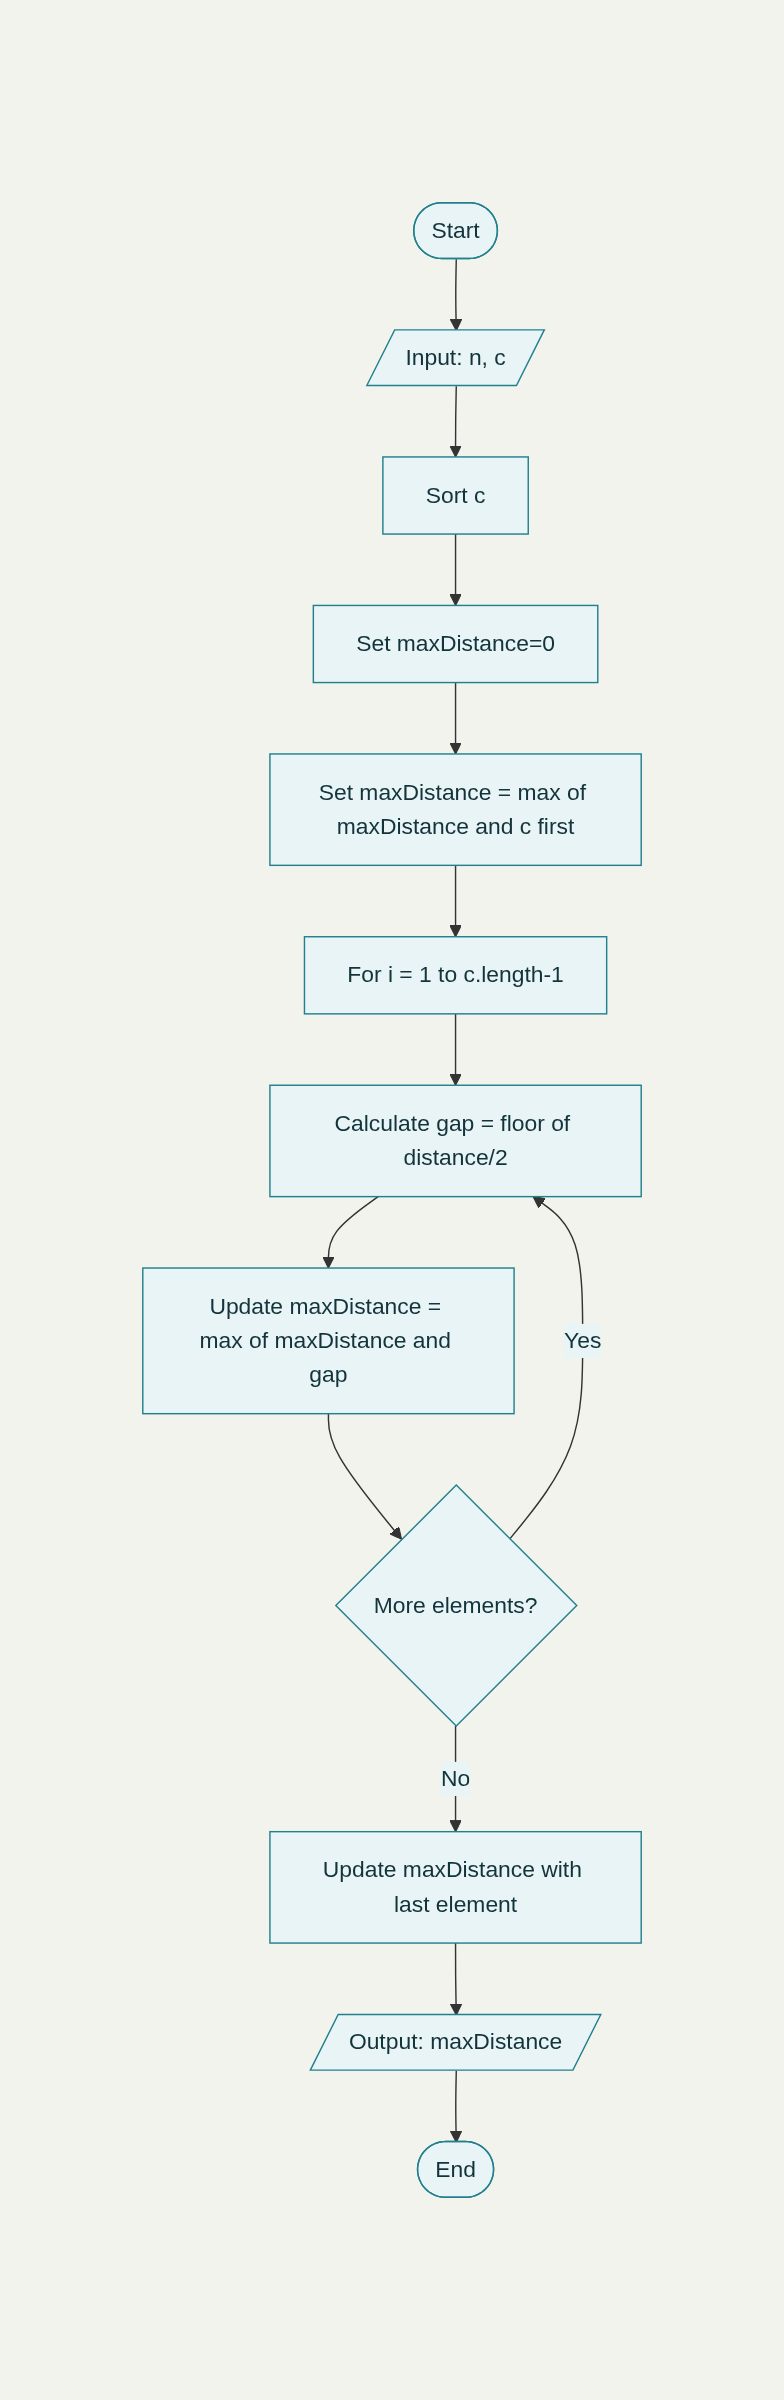 Start
Input: n, c
Sort c
Set maxDistance=0
Set maxDistance = max of
maxDistance and c first
For i = 1 to c.length-1
Calculate gap = floor of
distance/2
Update maxDistance =
max of maxDistance and
gap
Yes
More elements?
No
Update maxDistance with
last element
Output: maxDistance
End